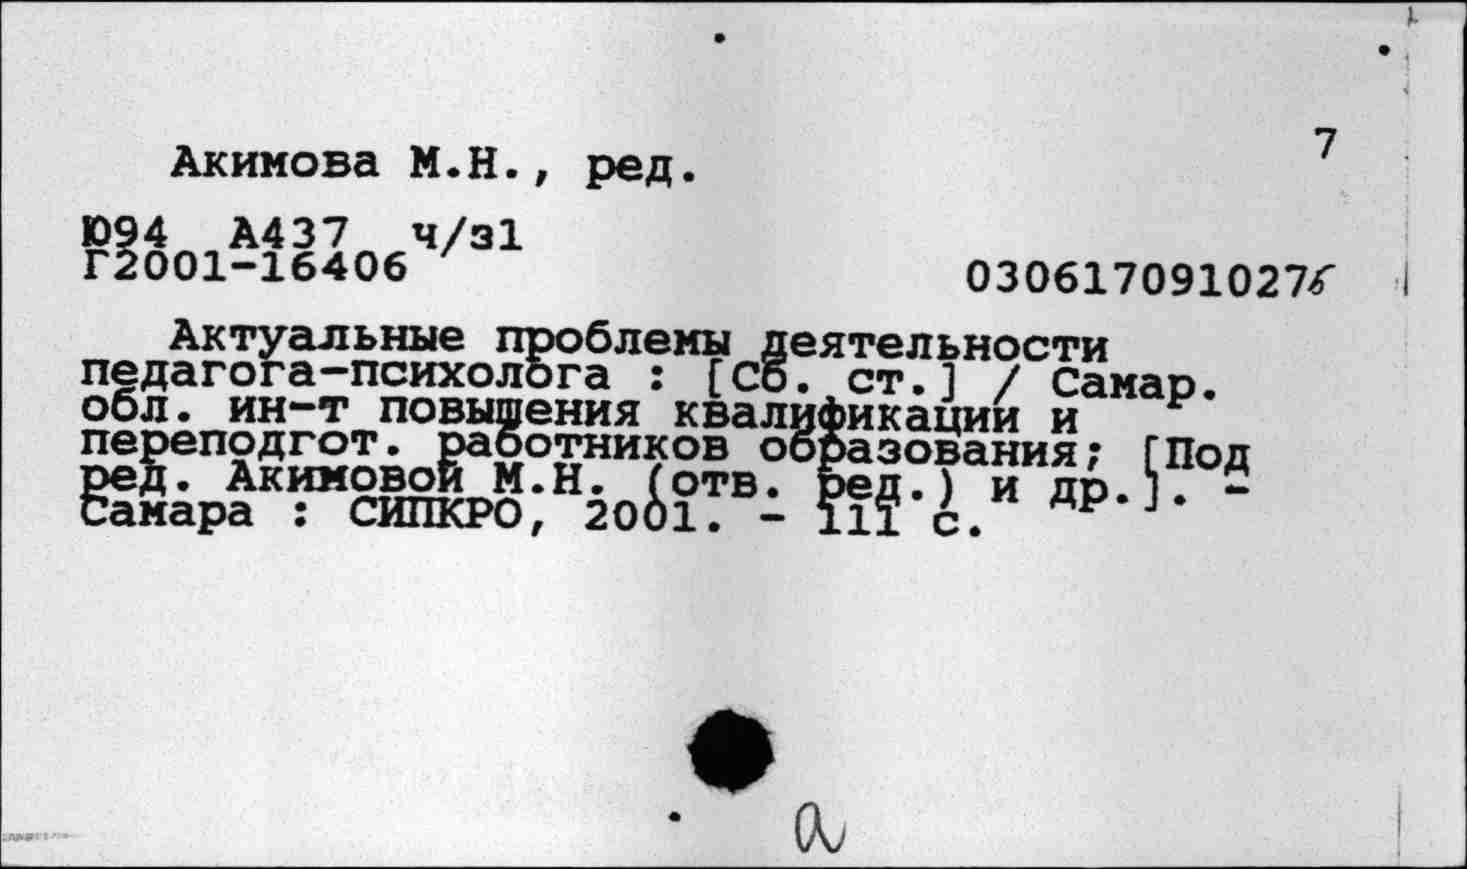 7
Акимова М.Н., ред.
Ю94 А437 ч/з1
Г2001-16406
030617091027
Актуальные проблемы деятельности
педагога-психолога : [Сб. ст.] / Самар.
обл. ин-т повышения квалификации и
переподгот. работников образования; [Под
ред. Акимовой М.Н. (отв. ред.) и др.]. -
Самара : СИПКРО, 2001. - 111 с.
а